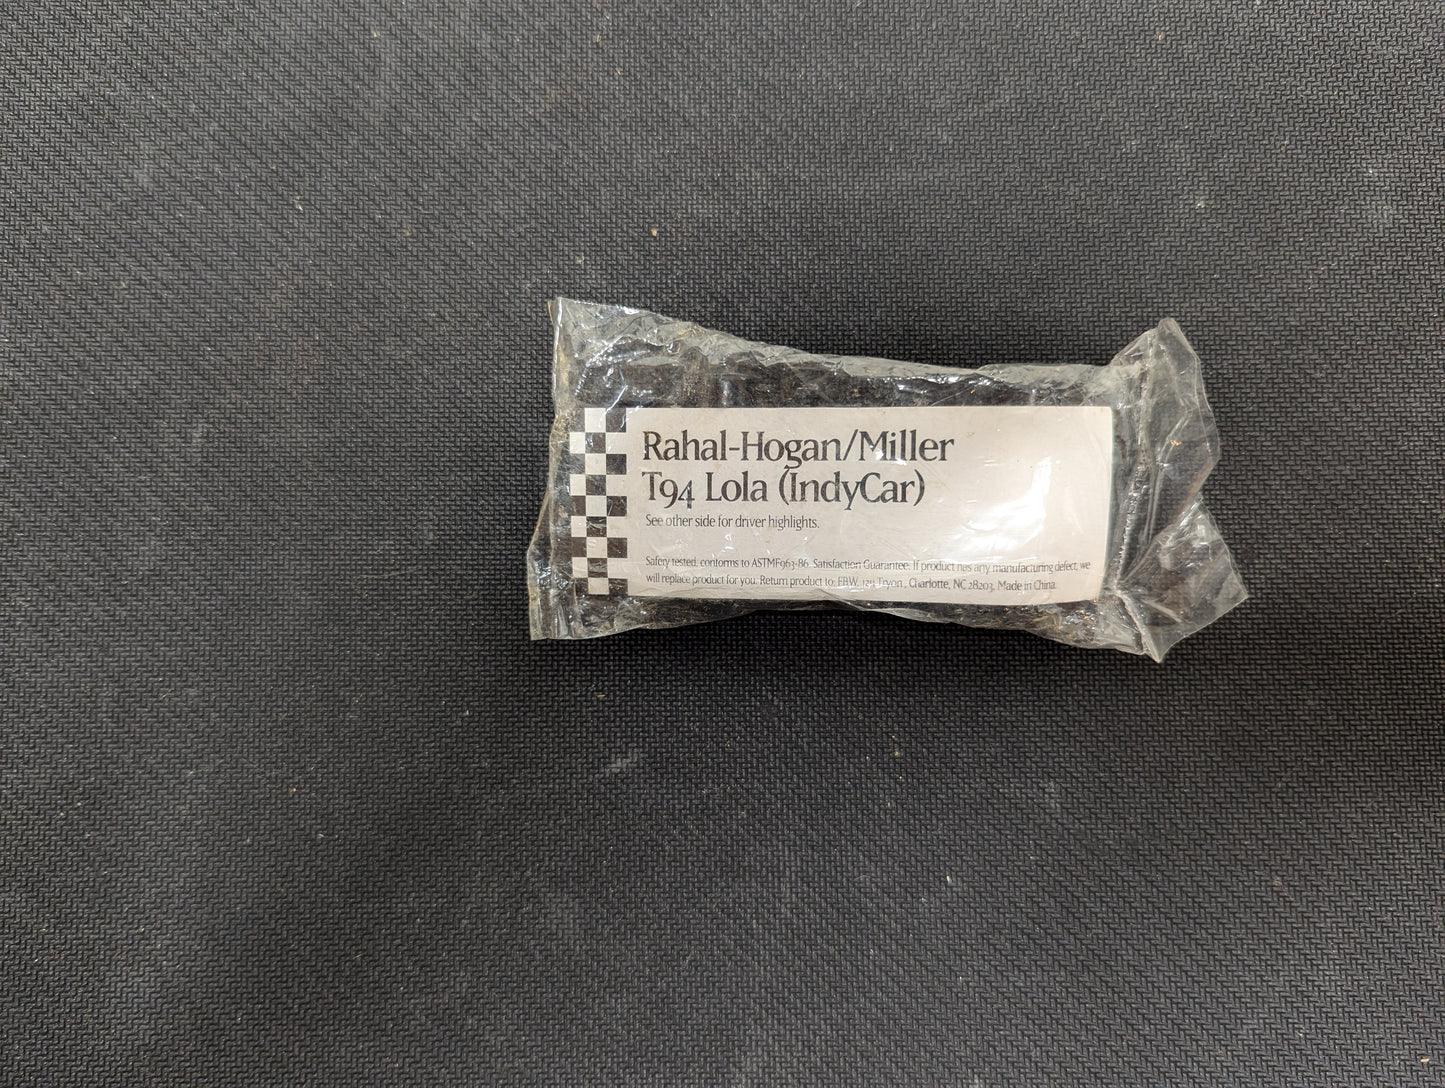 Rahal-Hogan/Miller
T94 Lola (IndyCar)
See other side for driver highlights.
Safety tested, conforms to ASTMF963-86. Satisfaction Guarantee. If product has any manufacturing defect, we
will replace product for you. Return product to: FBW, Tryon, Charlotte, NC 28203, Made in China.